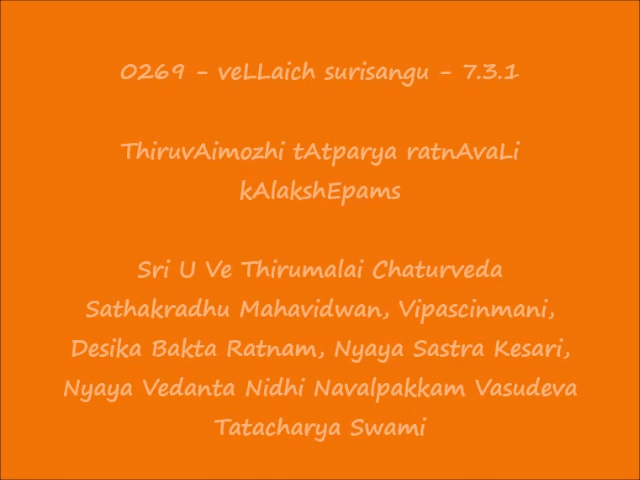 0269 - veLLaich surisangu - 7.3.1
ThiruvAimozhi tAtparya ratnAvaLi
kAlakshEpams
Sri U Ve Thirumalai Chaturveda
Sathakradhu Mahavidwan, Vipascinmani,
Desika Bakta Ratnam, Nyaya Sastra Kesari,
Nyaya Vedanta Nidhi Navalpakkam Vasudeva
Tatacharya Swami